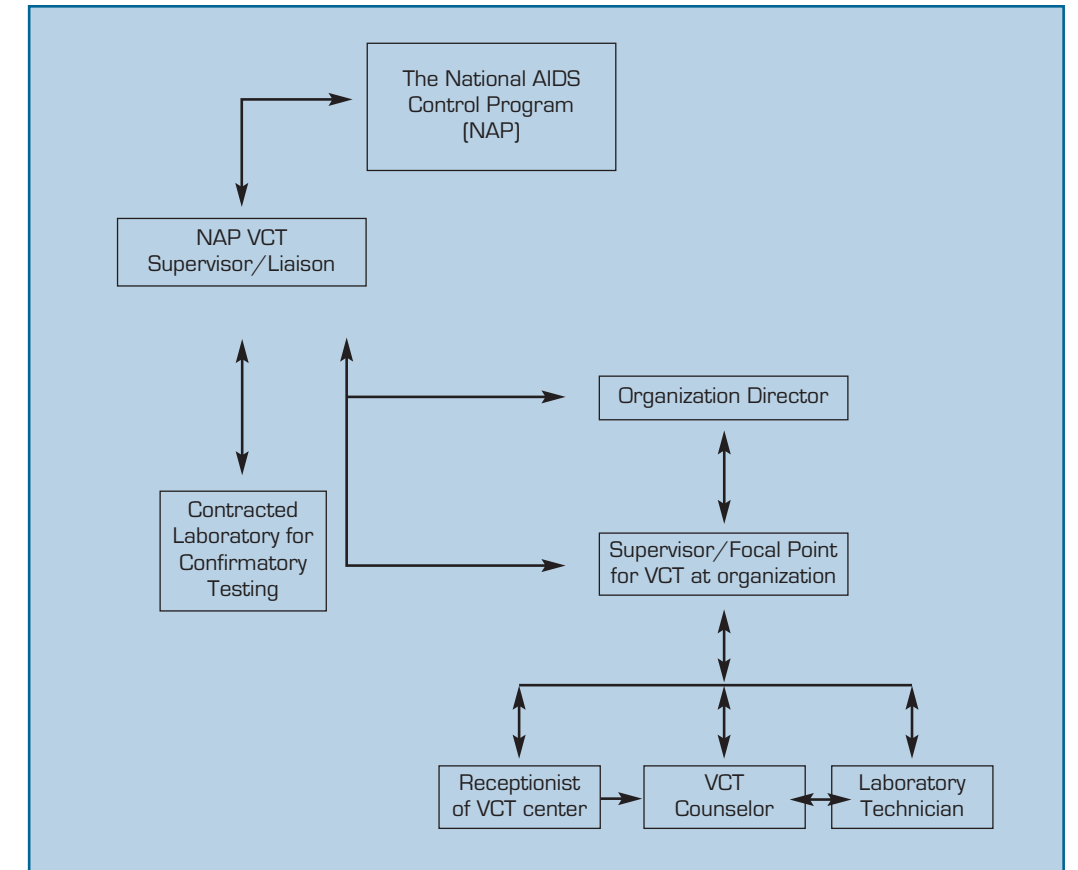 The National AIDS
Control Program
(NAP)
NAP VCT
Supervisor/Liaison
Organization Director
Contracted
Laboratory for
Confirmatory
Testing
Supervisor/Focal Point
for VCT at organization
Receptionist
of VCT center
VCT
Counselor
Laboratory
Technician